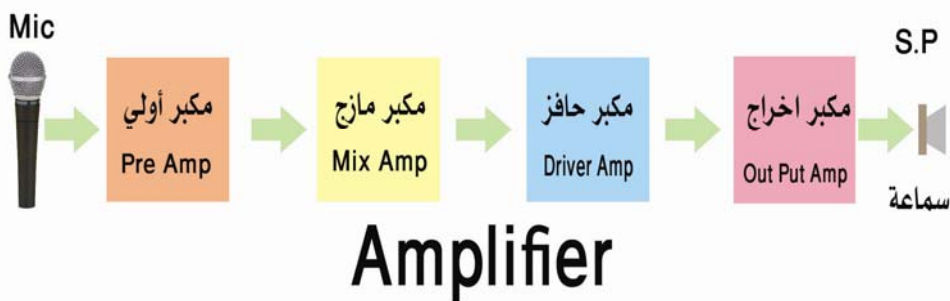 Mic
مكبر أولي
Pre Amp
مكبر مازج
Mix Amp
مكبر حافز
Driver Amp
مكبر اخراج
Out Put Amp
S.P
سماعة
Amplifier